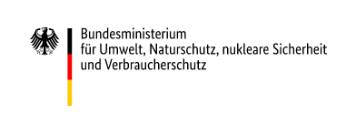 Bundesministerium
für Umwelt, Naturschutz, nukleare Sicherheit
und Verbraucherschutz